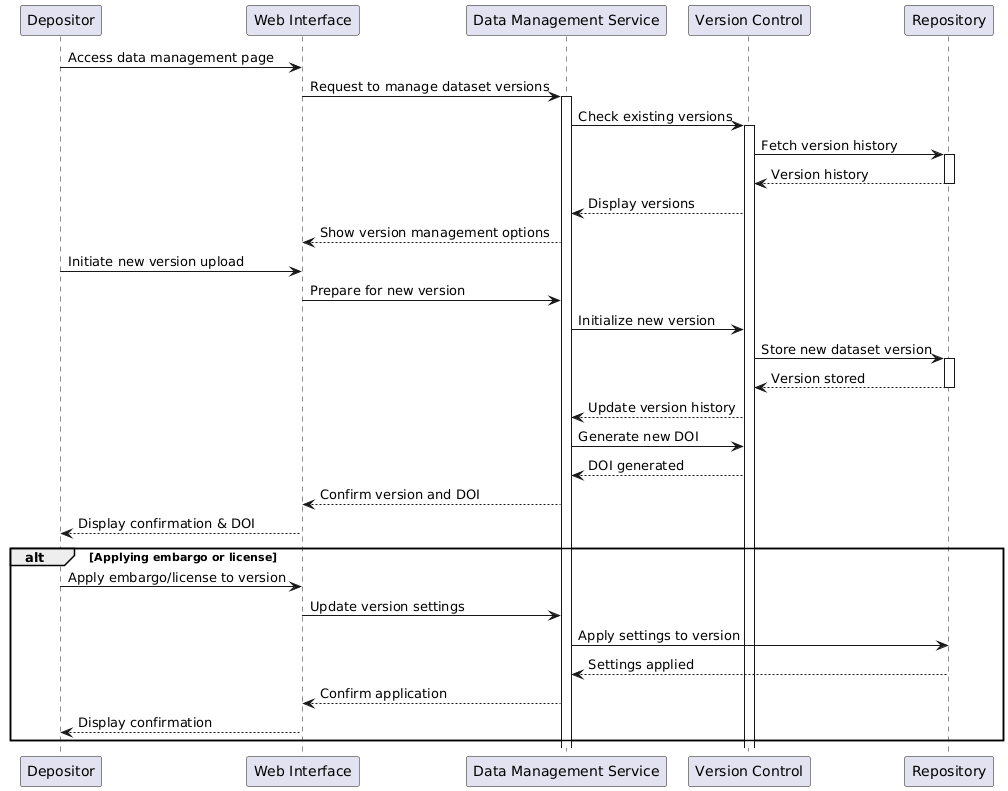 Depositor
Web Interface
Data Management Service
Version Control
Repository
Access data management page
Request to manage dataset versions
Check existing versions
Fetch version history
Version history
Display versions
Show version management options
Initiate new version upload
Prepare for new version
Initialize new version
Store new dataset version
Version stored
Update version history
Generate new DOI
DOI generated
Confirm version and DOI
Display confirmation & DOI
alt [Applying embargo or license]
Apply embargo/license to version
Update version settings
Apply settings to version
Settings applied
Confirm application
Display confirmation
Depositor
Web Interface
Data Management Service
Version Control
Repository